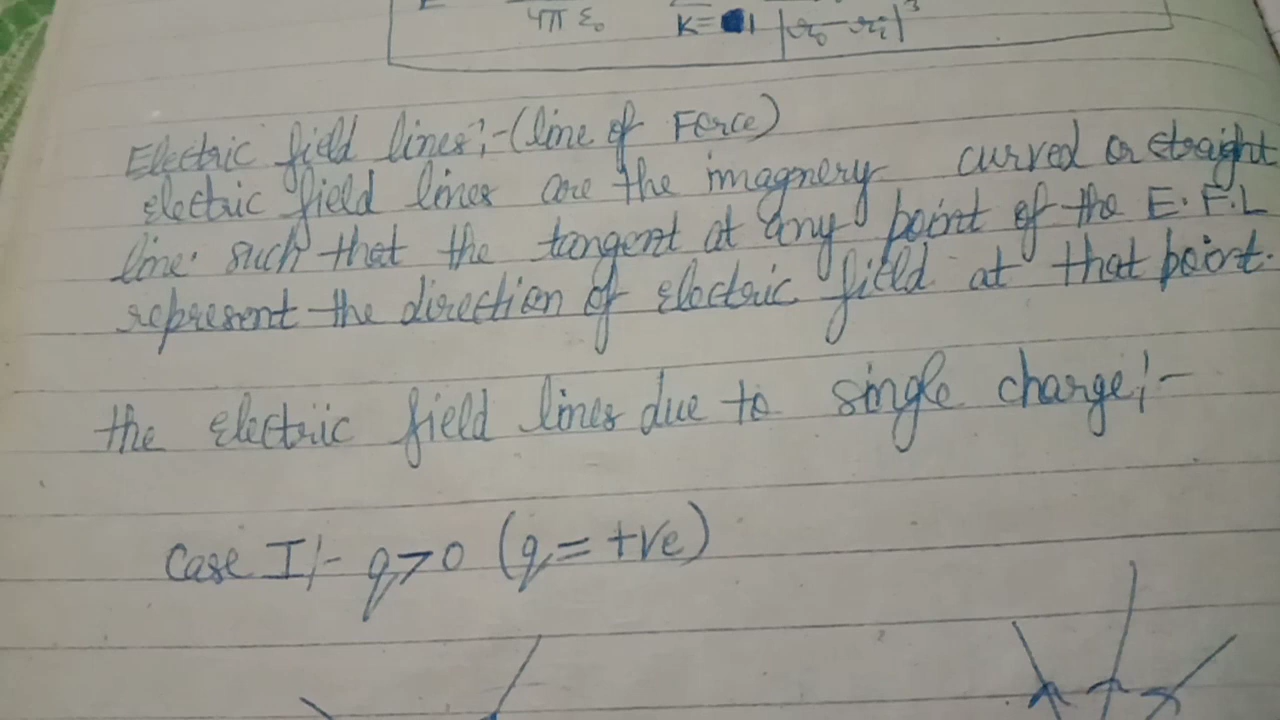 4π ε₀ K= 1 |r₀ - rᵢ|³
Electric field lines:- (line of Force)
electric field lines are the imagnery curved or straight
line such that the tangent at any point of the E.F.L
represent the direction of electric field at that point.
the electric field lines due to single charge:-
Case I:- q>0 (q = +ve)